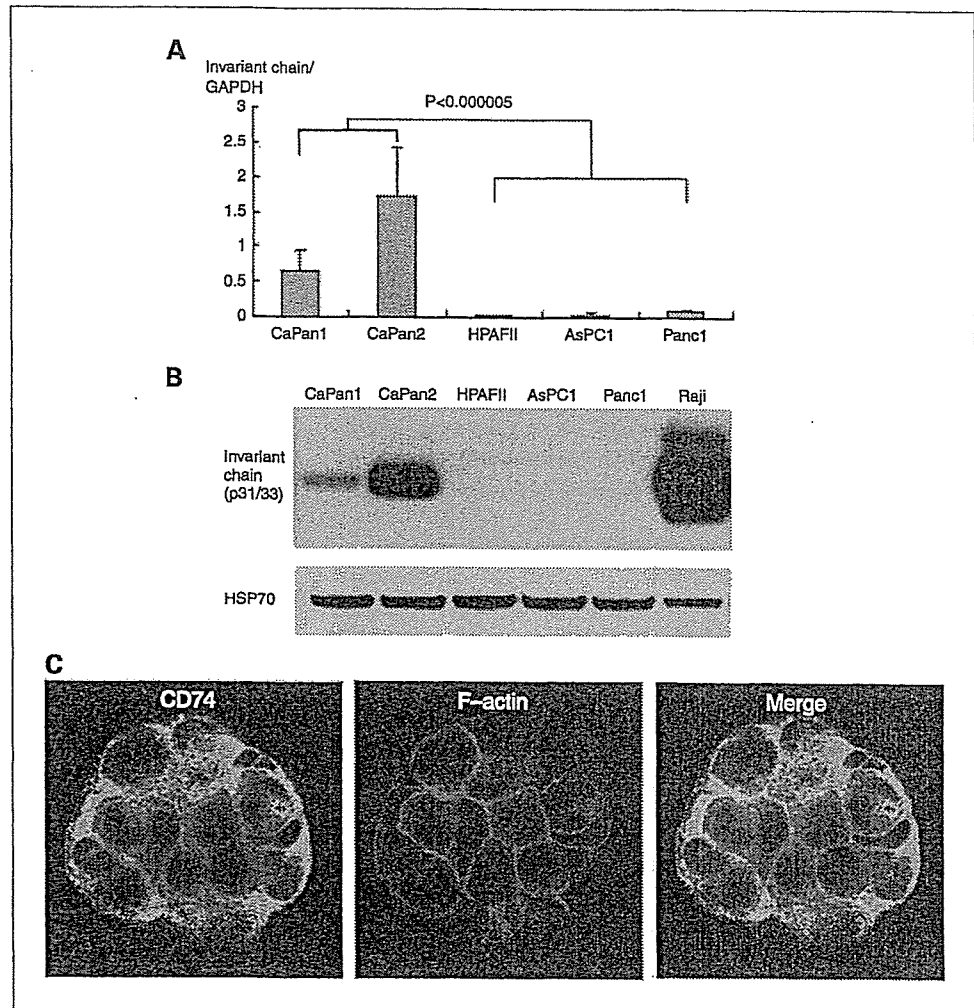 A
Invariant chain/
GAPDH
P<0.000005
3
2.5
2
1.5
1
0.5
0
CaPan1 CaPan2 HPAFII AsPC1 Panc1
B
CaPan1 CaPan2 HPAFII AsPC1 Panc1 Raji
Invariant
chain
(p31/33)
HSP70
C
CD74 F-actin Merge